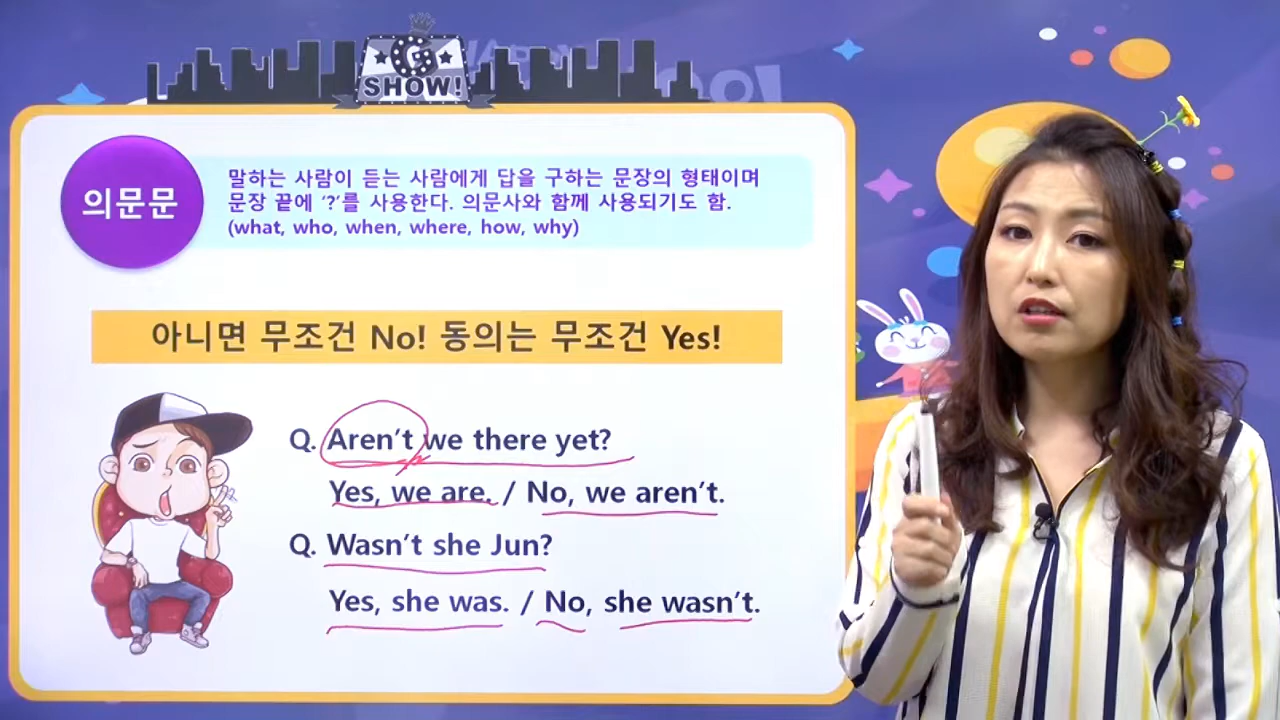 G
SHOW!
의문문
말하는 사람이 듣는 사람에게 답을 구하는 문장의 형태이며
문장 끝에 '?'를 사용한다. 의문사와 함께 사용되기도 함.
(what, who, when, where, how, why)
아니면 무조건 No! 동의는 무조건 Yes!
Q. Aren't we there yet?
Yes, we are. / No, we aren't.
Q. Wasn't she Jun?
Yes, she was. / No, she wasn't.